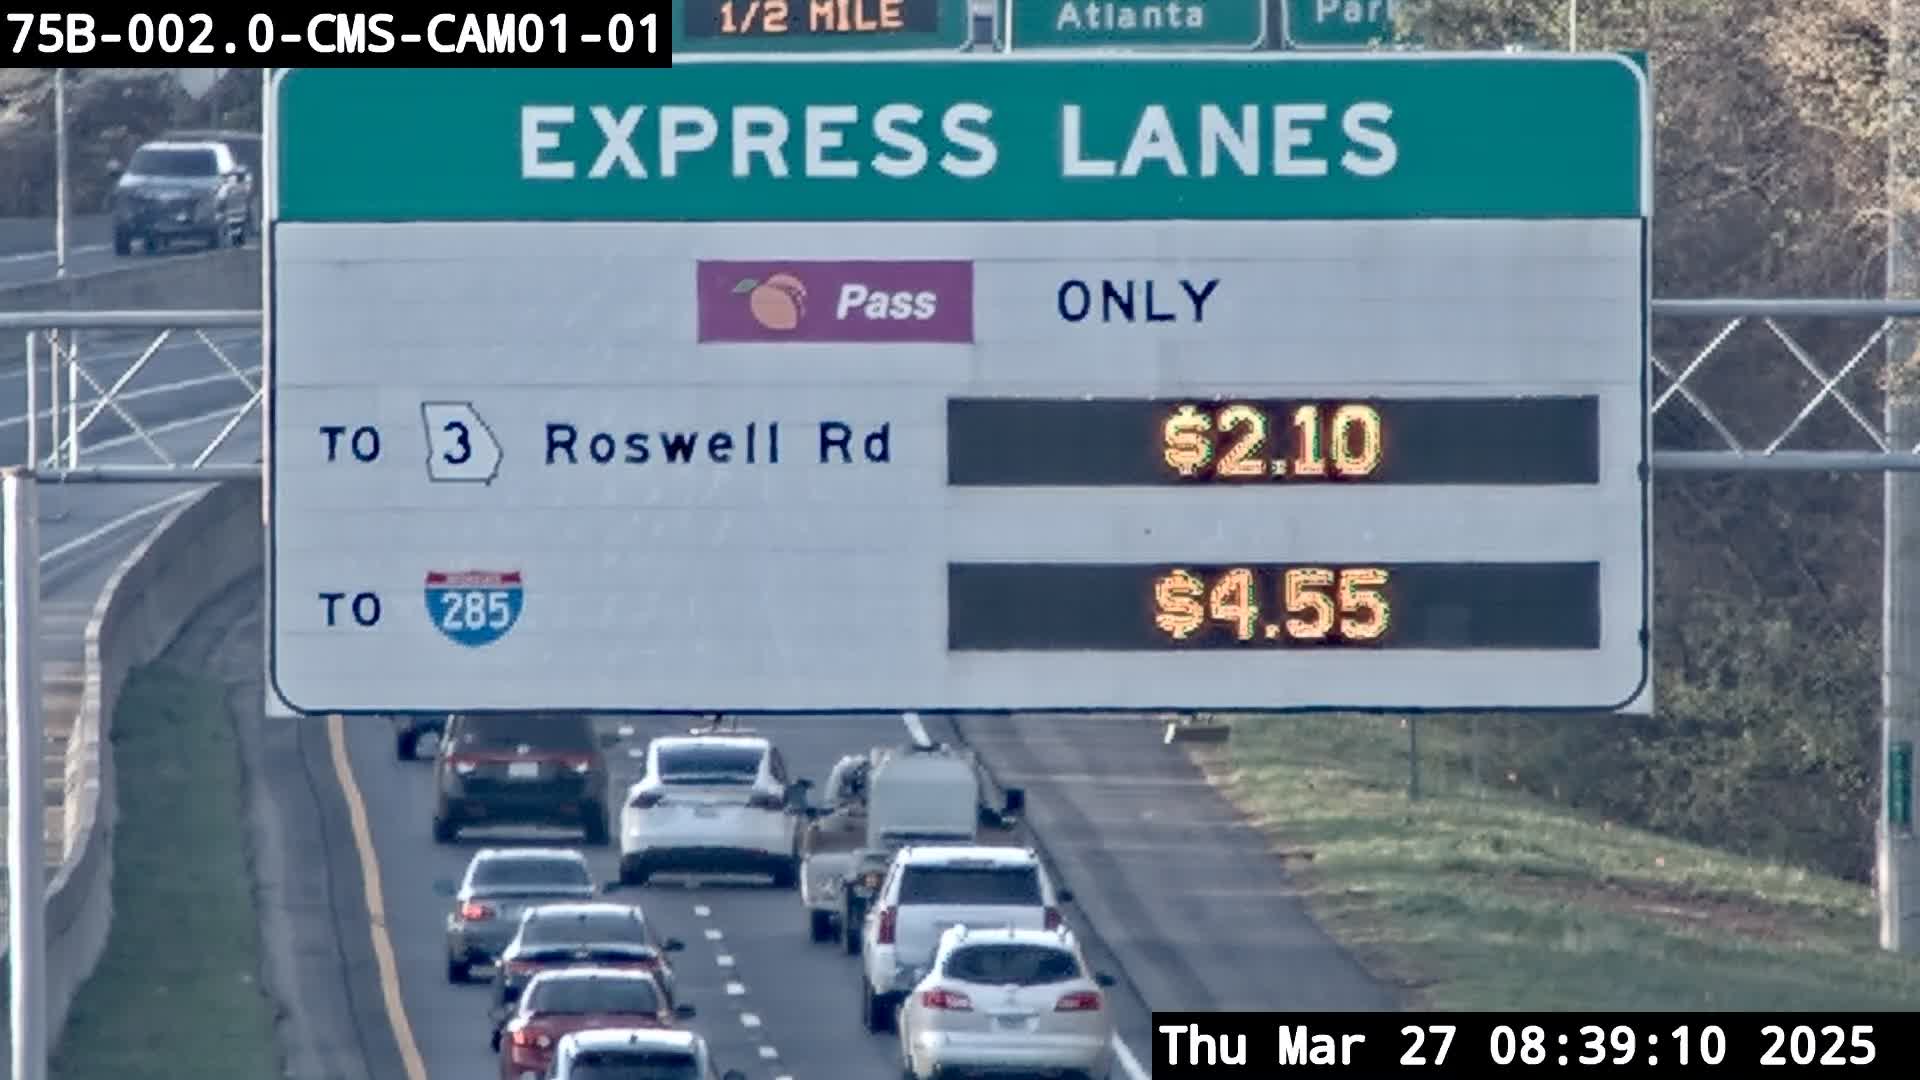 75B-002.0-CMS-CAM01-01
1/2 MILE
Atlanta
EXPRESS LANES
Pass ONLY
TO 3 Roswell Rd $2.10
TO 285 $4.55
Thu Mar 27 08:39:10 2025